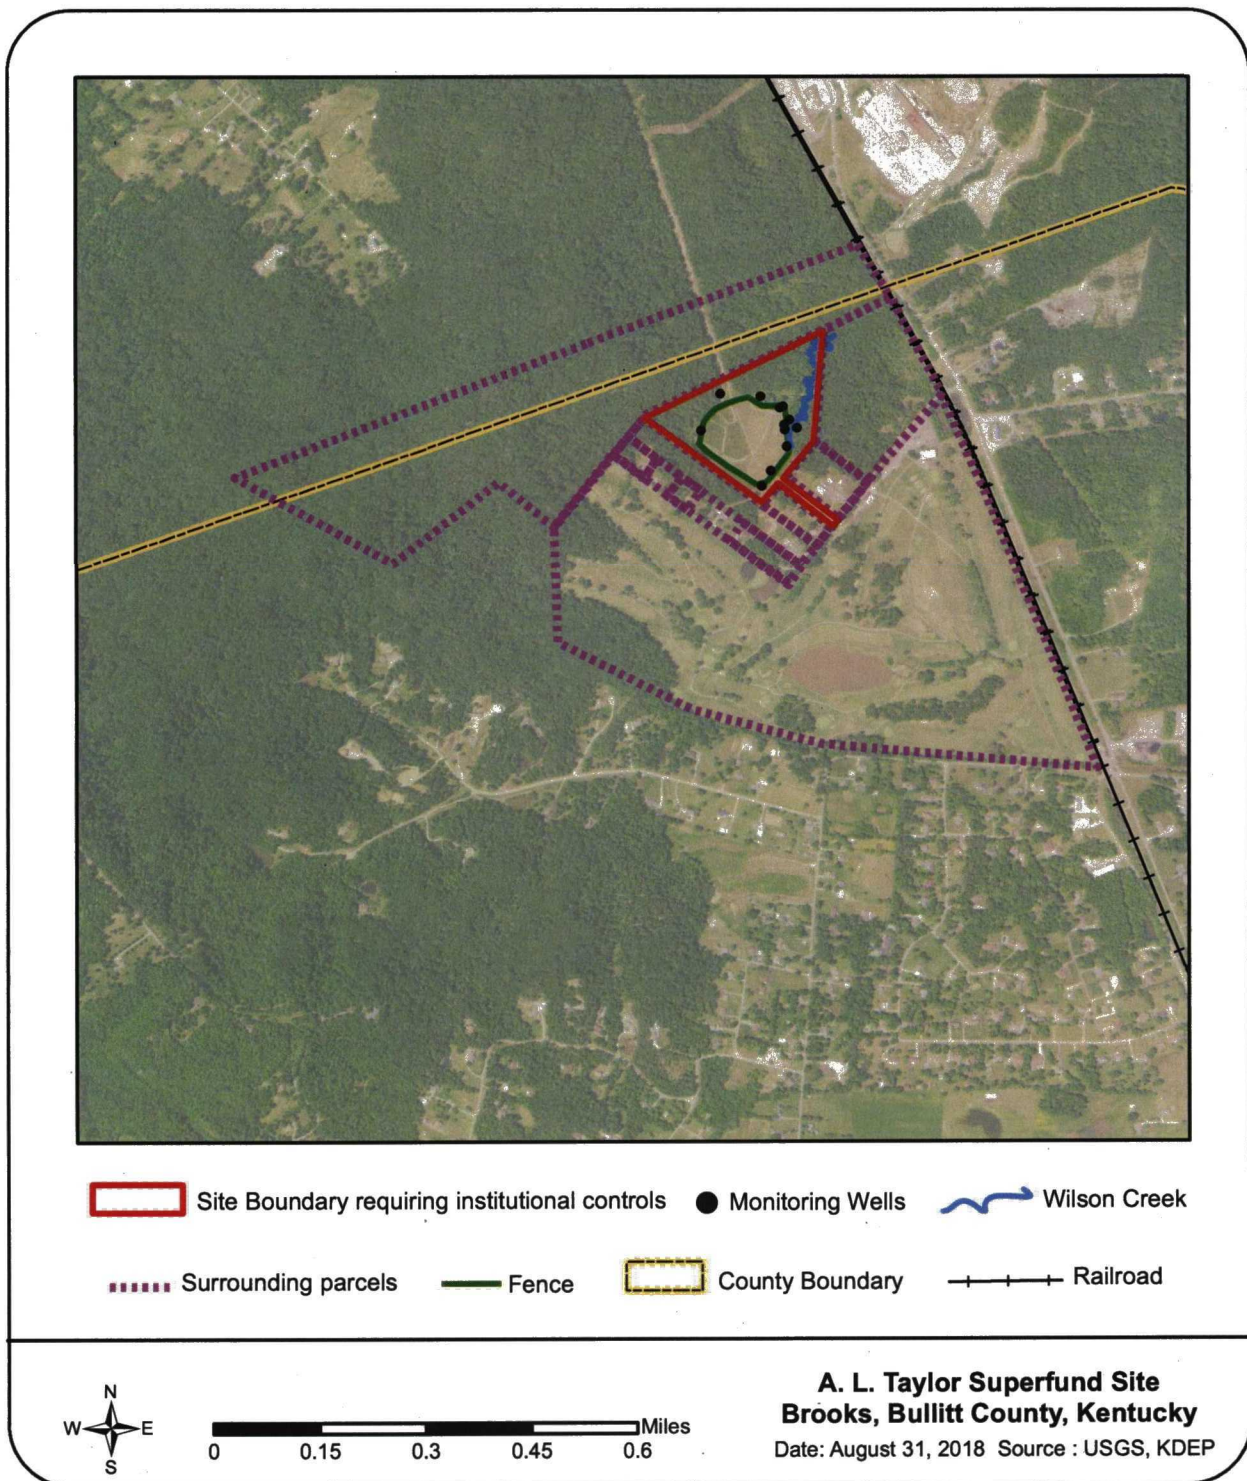 Site Boundary requiring institutional controls
Monitoring Wells
Wilson Creek
Surrounding parcels
Fence
County Boundary
Railroad
N
W E
S
Miles
0 0.15 0.3 0.45 0.6
A. L. Taylor Superfund Site
Brooks, Bullitt County, Kentucky
Date: August 31, 2018 Source : USGS, KDEP